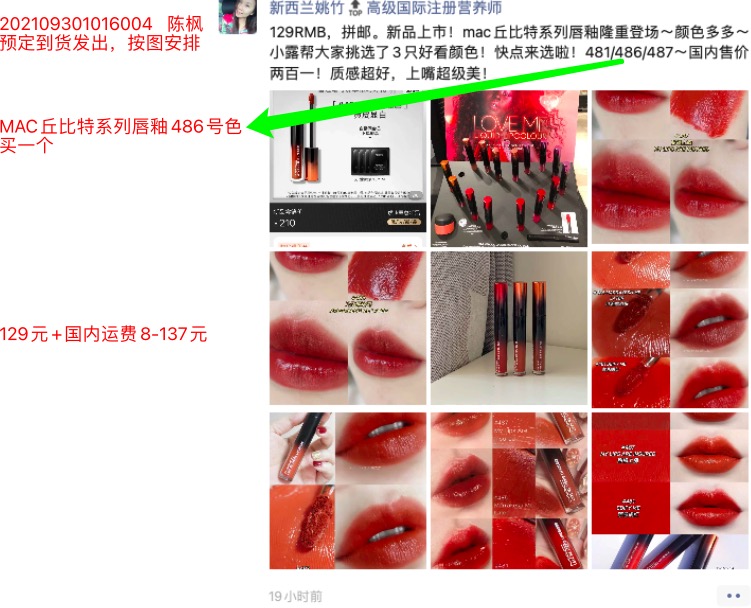 202109301016004 陈枫
预定到货发出，按图安排
新西兰姚竹 TOP 高级国际注册营养师
129RMB，拼邮。新品上市！mac丘比特系列唇釉隆重登场～颜色多多～
小露帮大家挑选了3只好看颜色！快点来选啦！481/486/487～国内售价
两百一！质感超好，上嘴超级美！
MAC丘比特系列唇釉486号色
买一个
129元+国内运费8-137元
LOVE ME
LIQUID LIPCOLOUR
210
#487
19小时前